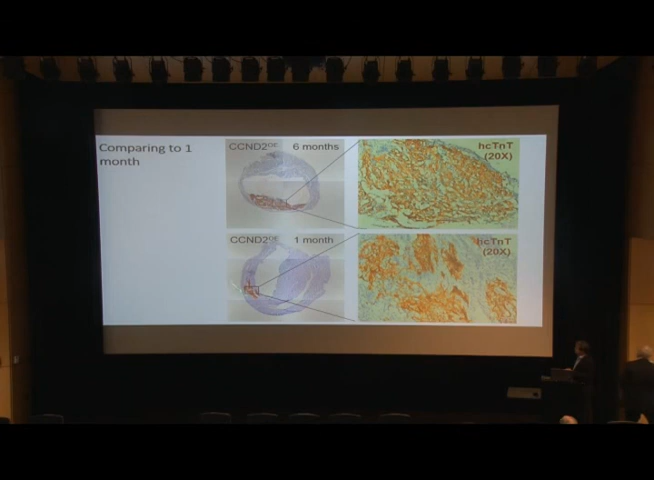 Comparing to 1
month
CCND2ᴼᴱ 6 months
hcTnT
(20X)
CCND2ᴼᴱ 1 month
hcTnT
(20X)